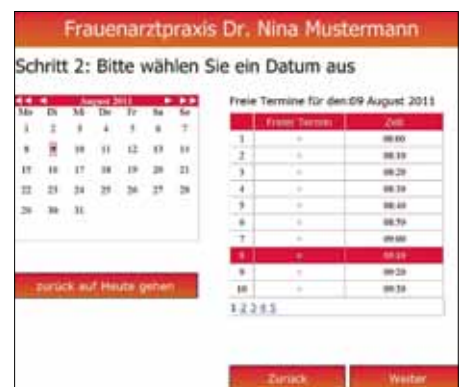 Frauenarztpraxis Dr. Nina Mustermann
Schritt 2: Bitte wählen Sie ein Datum aus
August 2011
Mo Di Mi Do Fr Sa So
1 2 3 4 5 6 7
8 9 10 11 12 13 14
15 16 17 18 19 20 21
22 23 24 25 26 27 28
29 30 31
zurück auf Heute gehen
Freie Termine für den:09 August 2011
Freier Termin Zeit
1 08:00
2 08:10
3 08:20
4 08:30
5 08:40
6 08:50
7 09:00
8 09:10
9 09:20
10 09:30
1 2 3 4 5
Zurück Weiter